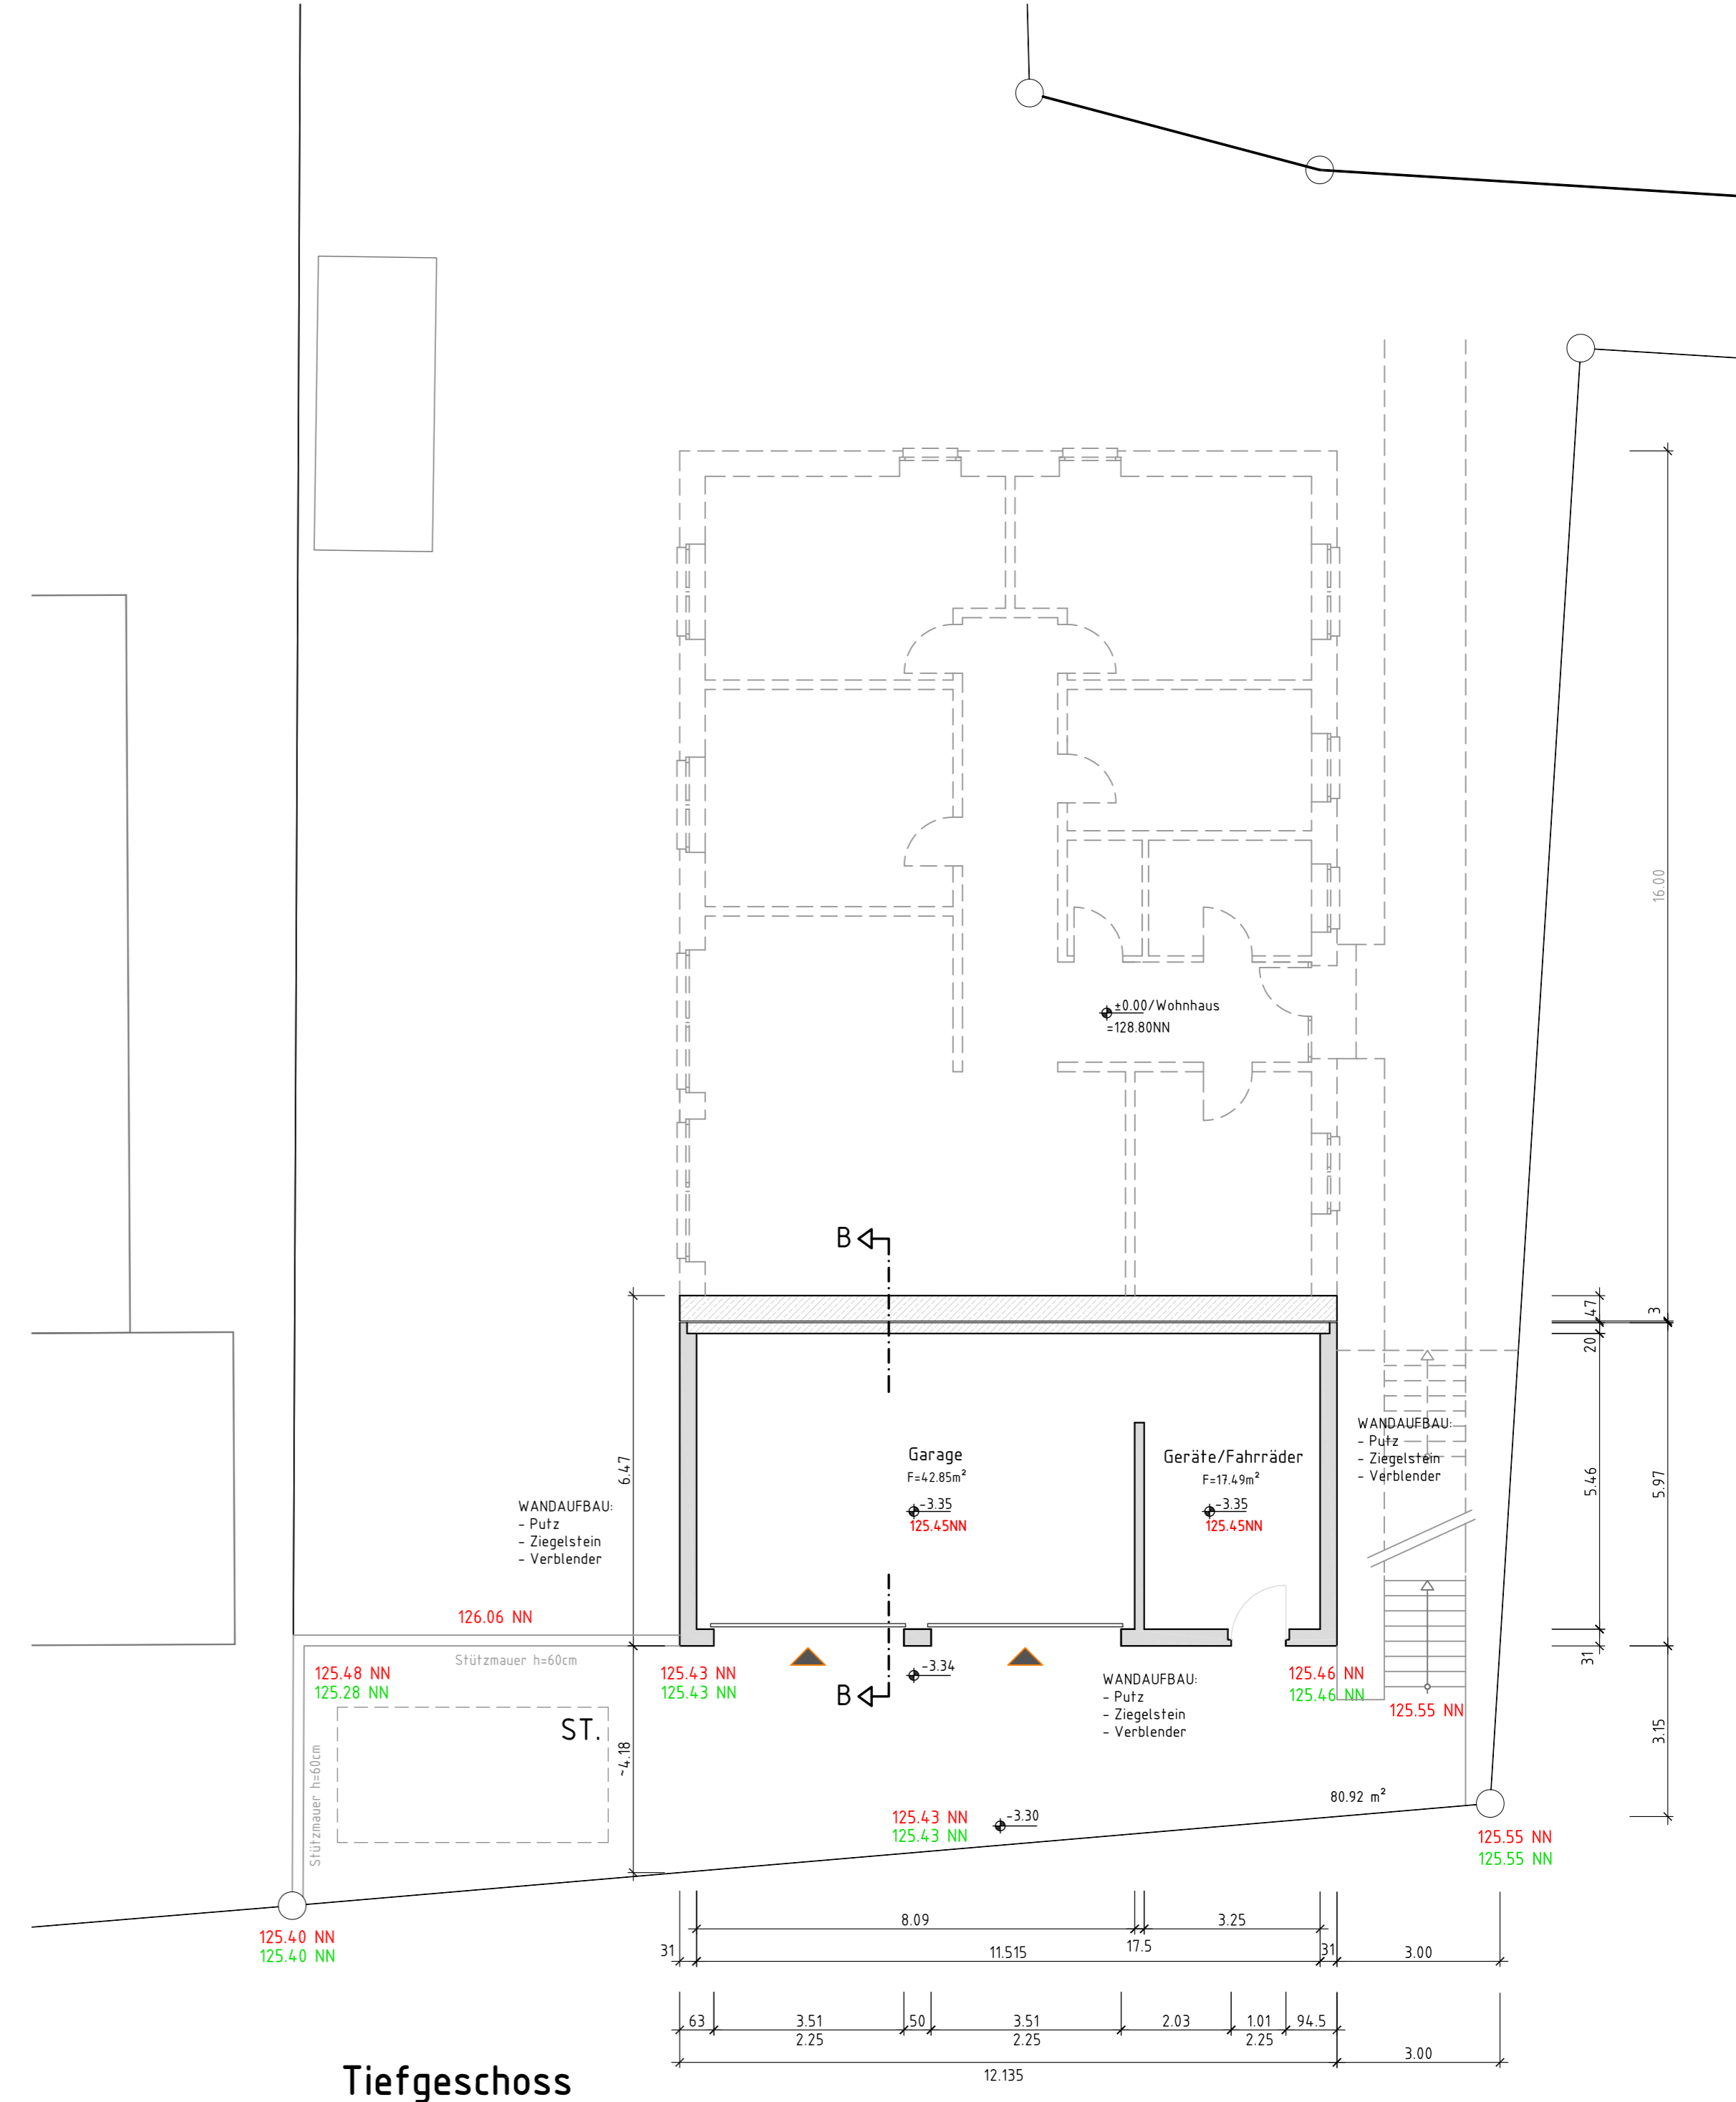 16.00
±0.00/Wohnhaus
=128.80NN
B
47
3
20
Garage
F=42.85m²
-3.35
125.45NN
Geräte/Fahrräder
F=17.49m²
-3.35
125.45NN
WANDAUFBAU:
- Putz
- Ziegelstein
- Verblender
6.47
5.46
5.97
WANDAUFBAU:
- Putz
- Ziegelstein
- Verblender
126.06 NN
Stützmauer h=60cm
125.48 NN
125.28 NN
125.43 NN
125.43 NN
-3.34
B
WANDAUFBAU:
- Putz
- Ziegelstein
- Verblender
125.46 NN
125.46 NN
125.55 NN
31
3.15
ST.
~4.18
Stützmauer h=60cm
80.92 m²
125.43 NN
125.43 NN
-3.30
125.55 NN
125.55 NN
125.40 NN
125.40 NN
8.09
3.25
31
11.515
17.5
31
3.00
63
3.51
50
3.51
2.03
1.01
94.5
2.25
2.25
2.25
3.00
12.135
Tiefgeschoss